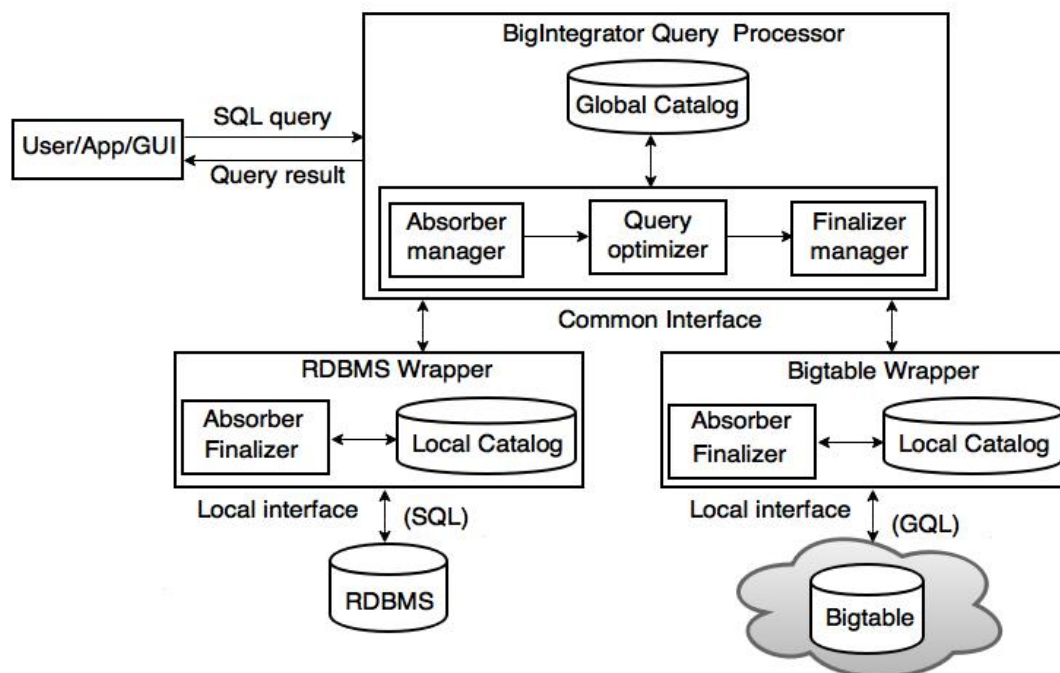 BigIntegrator Query Processor
Global Catalog
SQL query
User/App/GUI
Query result
Absorber
manager
Query
optimizer
Finalizer
manager
Common Interface
RDBMS Wrapper
Absorber
Finalizer
Local Catalog
Bigtable Wrapper
Absorber
Finalizer
Local Catalog
Local interface
(SQL)
Local interface
(GQL)
RDBMS
Bigtable